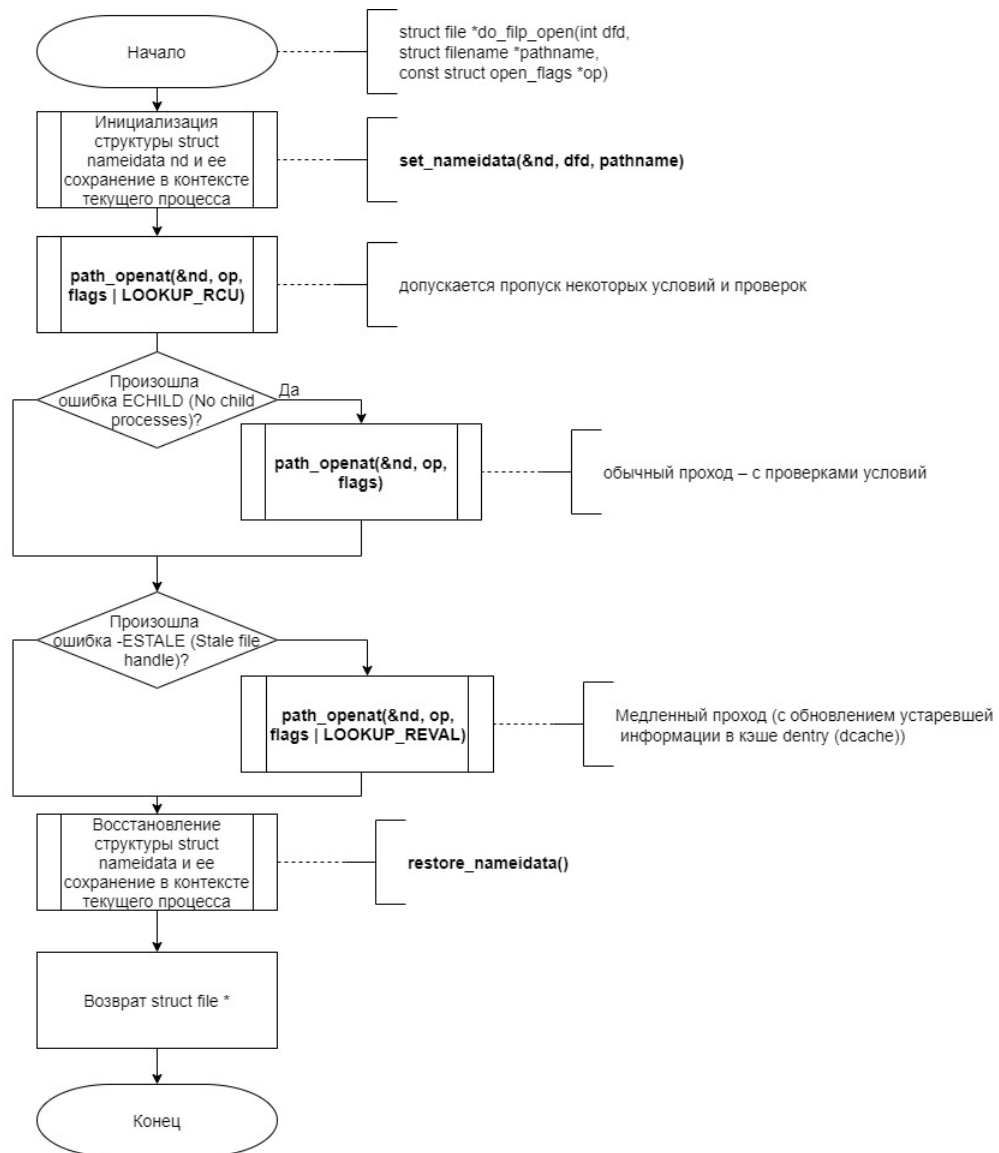 Начало
struct file *do_filp_open(int dfd,
struct filename *pathname,
const struct open_flags *op)
Инициализация
структуры struct
nameidata nd и ее
сохранение в контексте
текущего процесса
set_nameidata(&nd, dfd, pathname)
path_openat(&nd, op,
flags | LOOKUP_RCU)
допускается пропуск некоторых условий и проверок
Произошла
ошибка ECHILD (No child
processes)?
Да
path_openat(&nd, op,
flags)
обычный проход – с проверками условий
Произошла
ошибка -ESTALE (Stale file
handle)?
path_openat(&nd, op,
flags | LOOKUP_REVAL)
Медленный проход (с обновлением устаревшей
информации в кэше dentry (dcache))
Восстановление
структуры struct
nameidata и ее
сохранение в контексте
текущего процесса
restore_nameidata()
Возврат struct file *
Конец